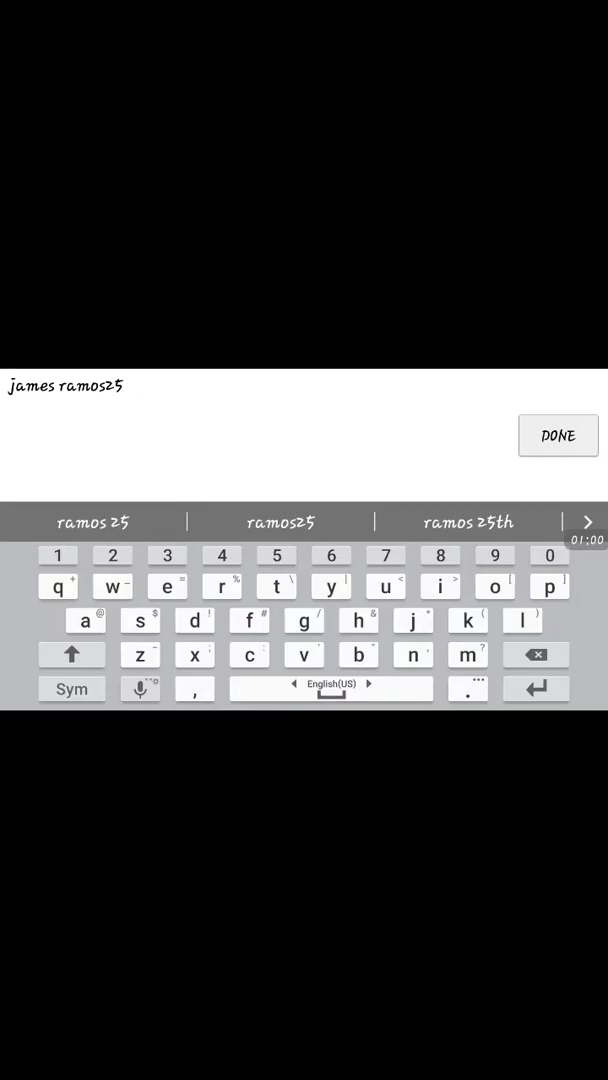 james ramos25
DONE
ramos 25 ramos25 ramos 25th
01:00
1 2 3 4 5 6 7 8 9 0
q + w - e = r % t \ y | u < i > o [ p ]
a @ s $ d ! f # g / h & j * k ( l )
z x c v b n m ?
Sym , English(US) . ...